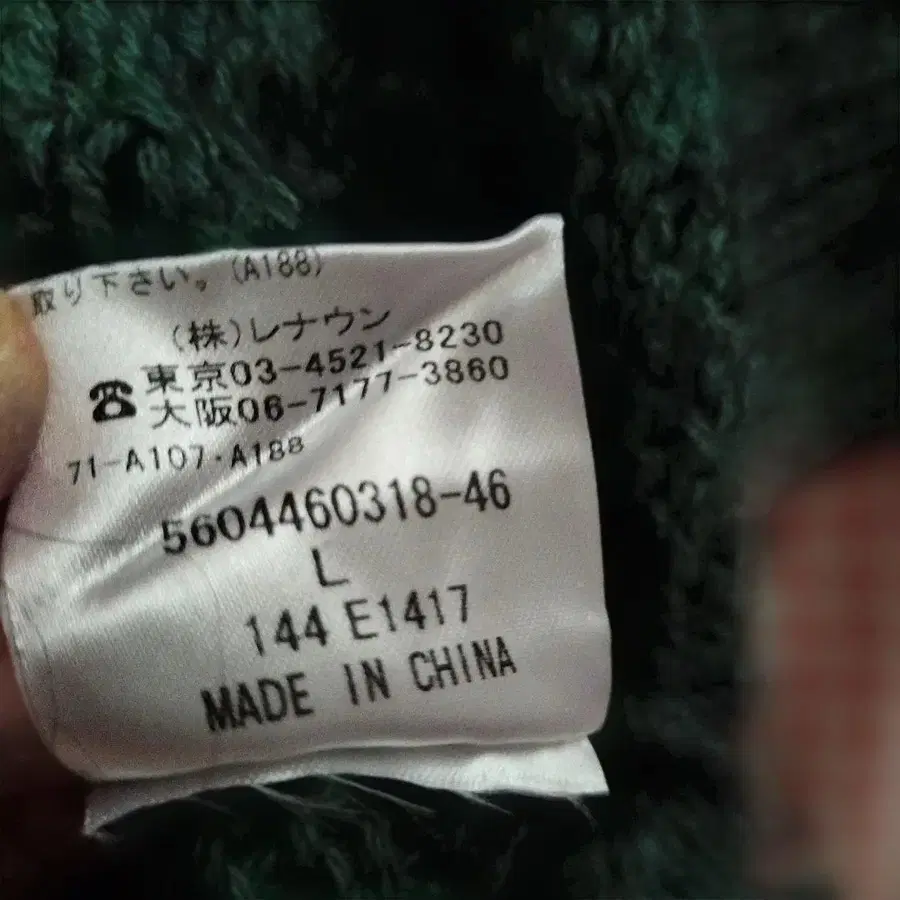 取り下さい。(A188)
(株)レナウン
☎東京03-4521-8230
大阪06-7177-3860
71-A107・A188
5604460318-46
L
144 E1417
MADE IN CHINA